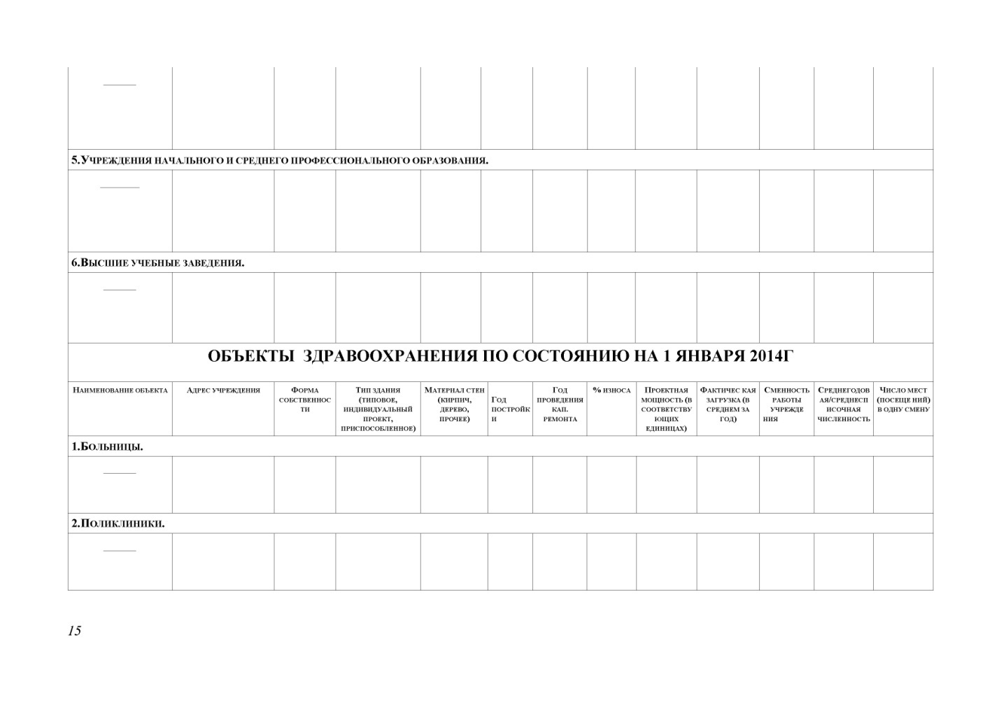 5.Учреждения начального и среднего профессионального образования.
6.Высшие учебные заведения.
ОБЪЕКТЫ ЗДРАВООХРАНЕНИЯ ПО СОСТОЯНИЮ НА 1 ЯНВАРЯ 2014Г
Наименование объекта
Адрес учреждения
Форма
собственнос
ти
Тип здания
(типовое,
индивидуальный
проект,
приспособленное)
Материал стен
(кирпич,
дерево,
прочее)
Год
постройк
и
Год
проведения
кап.
ремонта
% износа
Проектная
мощность (в
соответству
ющих
единицах)
Фактичес кая
загрузка (в
среднем за
год)
Сменность
работы
учрежде
ния
Среднегодов
ая/среднесп
исочная
численность
Число мест
(посеще ний)
в одну смену
1.Больницы.
2.Поликлиники.
15